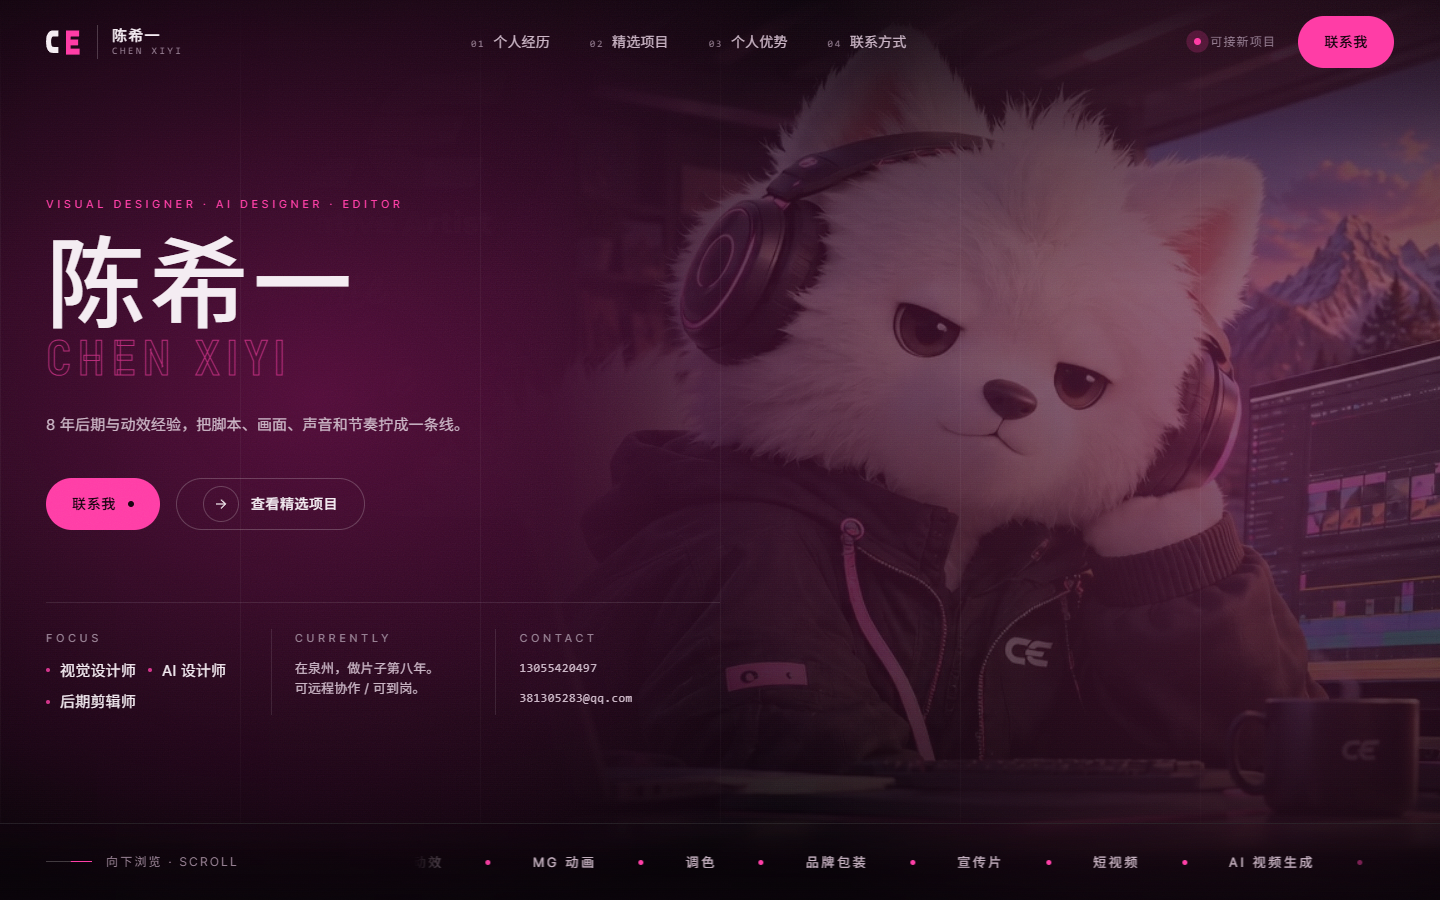 CE 陈希一
CHEN XIYI
01 个人经历 02 精选项目 03 个人优势 04 联系方式
可接新项目 联系我
VISUAL DESIGNER · AI DESIGNER · EDITOR
陈希一
CHEN XIYI
8 年后期与动效经验，把脚本、画面、声音和节奏拧成一条线。
联系我 → 查看精选项目
FOCUS
视觉设计师 AI 设计师
后期剪辑师
CURRENTLY
在泉州，做片子第八年。
可远程协作 / 可到岗。
CONTACT
13055420497
381305283@qq.com
CE
CE
向下浏览 · SCROLL
动效 MG 动画 调色 品牌包装 宣传片 短视频 AI 视频生成